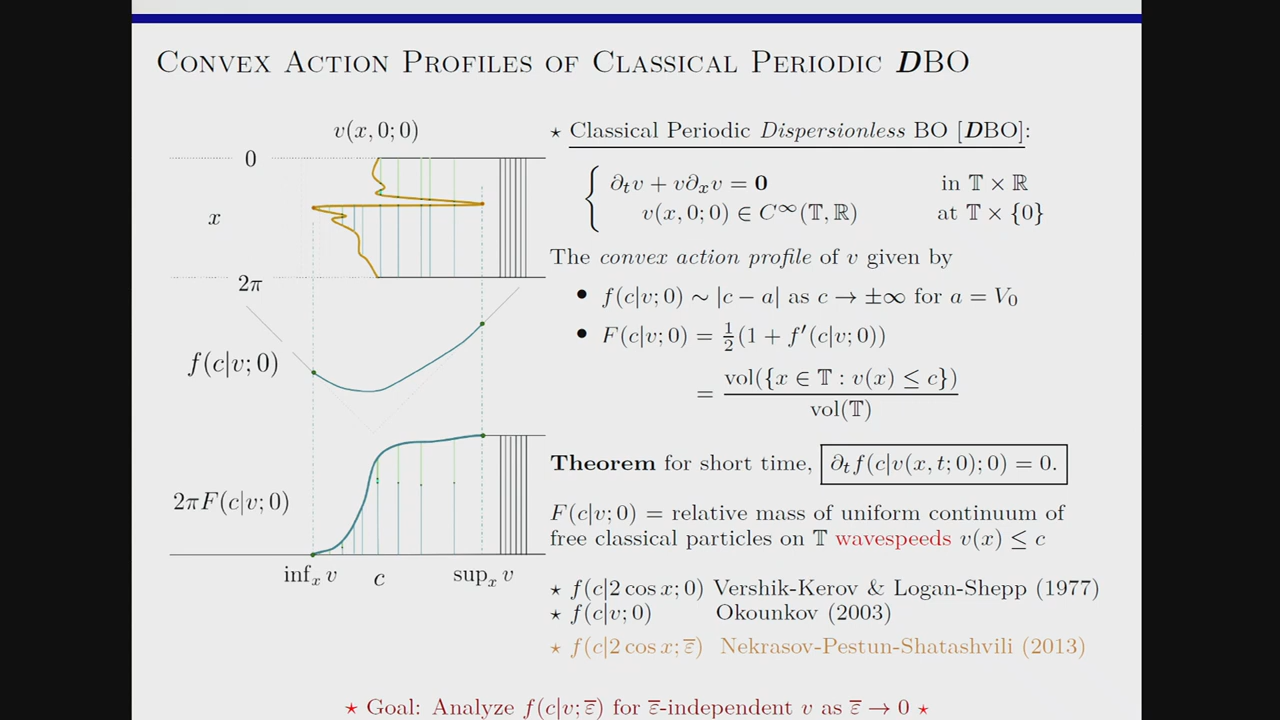 Convex Action Profiles of Classical Periodic DBO
v(x, 0; 0)
0
x
2π
f(c|v; 0)
2πF(c|v; 0)
inf_x v
c
sup_x v
⋆ Classical Periodic Dispersionless BO [DBO]:
∂_t v + v∂_x v = 0 in 𝕋 × ℝ
v(x, 0; 0) ∈ C^∞(𝕋, ℝ) at 𝕋 × {0}
The convex action profile of v given by
• f(c|v; 0) ∼ |c − a| as c → ±∞ for a = V_0
• F(c|v; 0) = 1/2(1 + f′(c|v; 0))
= vol({x ∈ 𝕋 : v(x) ≤ c}) / vol(𝕋)
Theorem for short time, ∂_t f(c|v(x, t; 0); 0) = 0.
F(c|v; 0) = relative mass of uniform continuum of
free classical particles on 𝕋 wavespeeds v(x) ≤ c
⋆ f(c|2 cos x; 0) Vershik-Kerov & Logan-Shepp (1977)
⋆ f(c|v; 0) Okounkov (2003)
⋆ f(c|2 cos x; ε̅) Nekrasov-Pestun-Shatashvili (2013)
⋆ Goal: Analyze f(c|v; ε̅) for ε̅-independent v as ε̅ → 0 ⋆